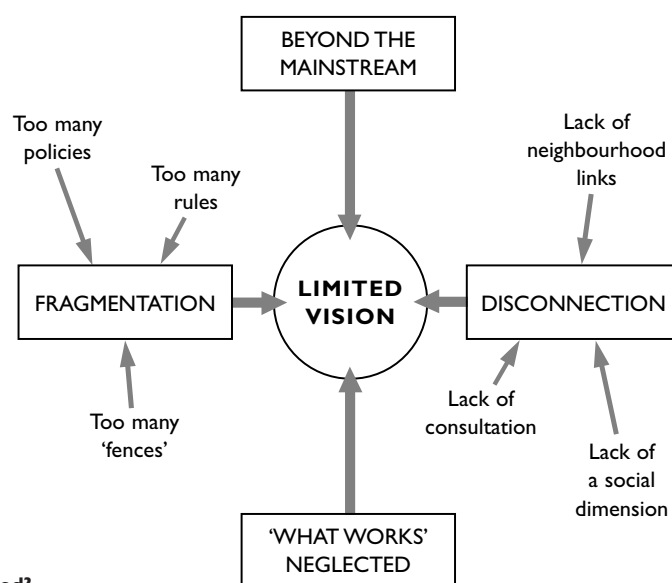 BEYOND THE
MAINSTREAM
Too many
policies
Too many
rules
Lack of
neighbourhood
links
FRAGMENTATION
LIMITED
VISION
DISCONNECTION
Too many
‘fences’
Lack of
consultation
Lack of
a social
dimension
‘WHAT WORKS’
NEGLECTED